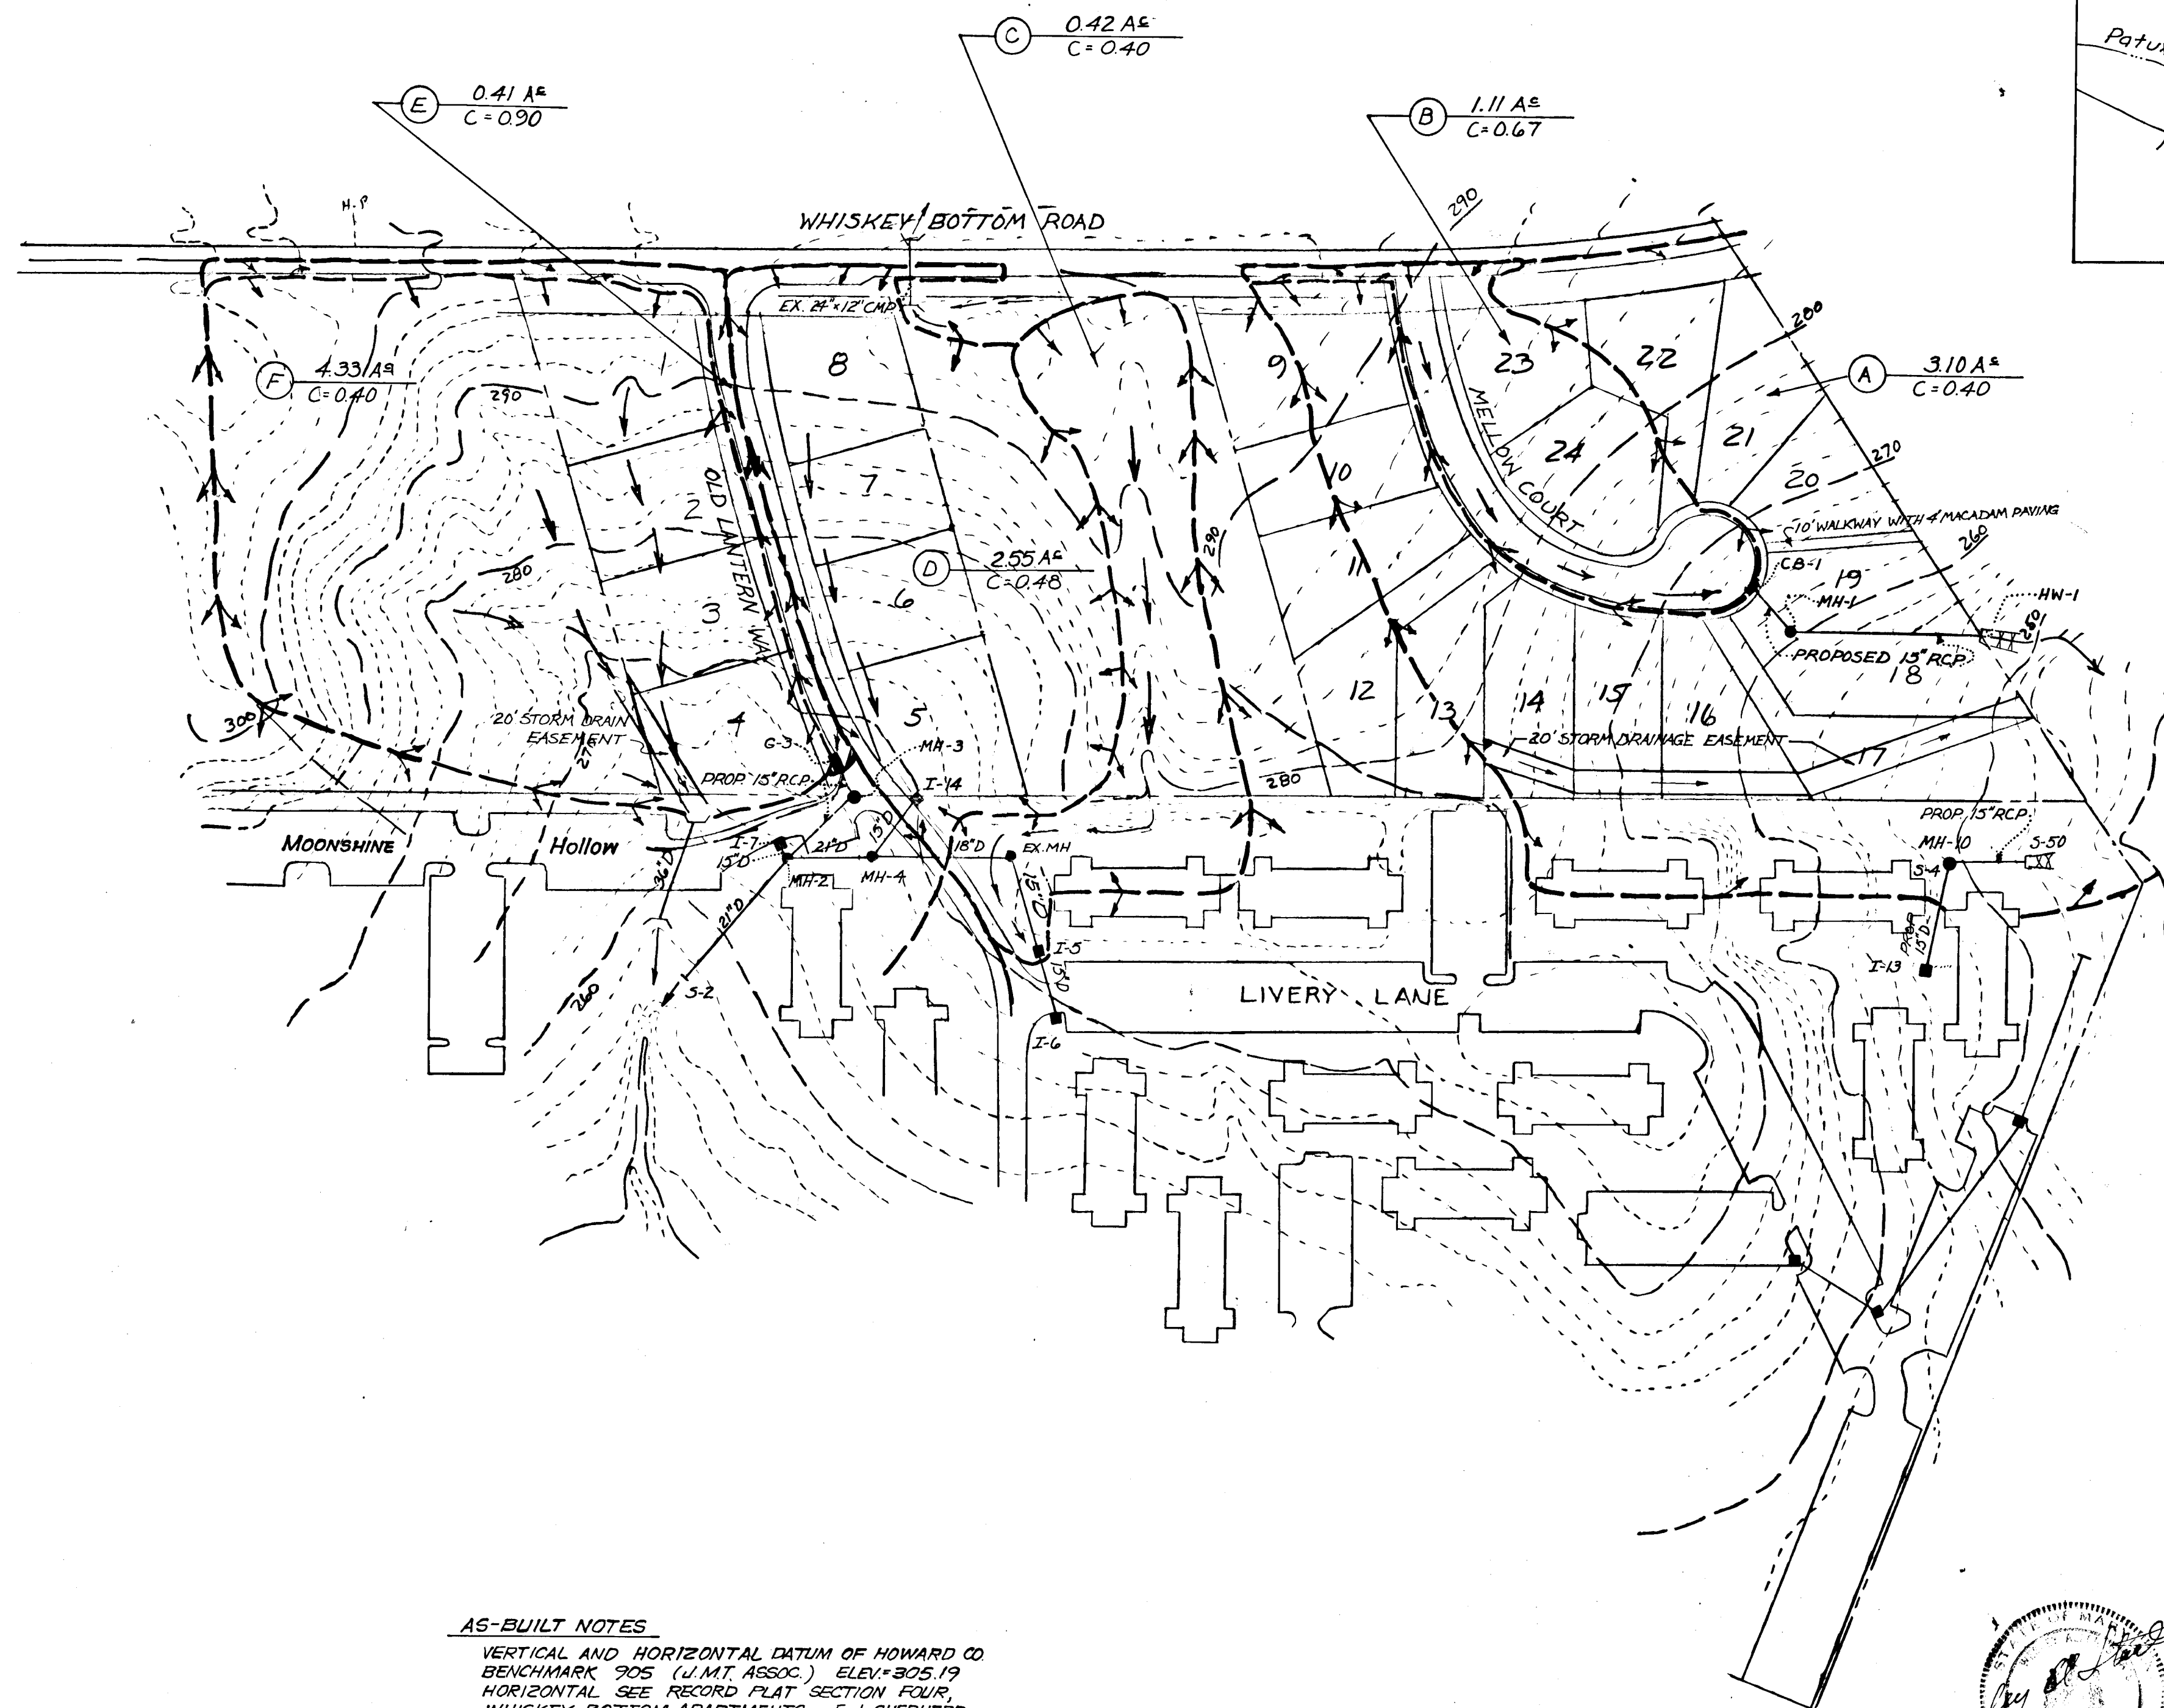 C 0.42 Ac
C=0.40
E 0.41 Ac
C=0.90
B 1.11 Ac
C=0.67
H.P
WHISKEY BOTTOM ROAD
290
EX. 24"x12' CMP
280
F 4.33 Ac
C=0.40
A 3.10 Ac
C=0.40
8
9
23
22
290
MELLOW COURT
24
21
270
OLD LANTERN WAY
2
7
10
20
10' WALKWAY WITH 4' MACADAM PAVING
260
290
280
D 2.55 Ac
C=0.48
11
CB-1
19
MH-1
HW-1
3
6
250
PROPOSED 15" RCP
18
12
13
14
15
16
300
20' STORM DRAIN
EASEMENT
4
5
G-3
MH-3
20' STORM DRAINAGE EASEMENT
17
PROP. 15" RCP
I-14
280
PROP. 15" RCP
MOONSHINE
Hollow
I-7
15"D
21"D
15"D
18"D
EX. MH
MH-10
S-50
36"D
MH-2
MH-4
S-4
21"D
15"D
PROP
15"D
I-5
I-13
15"D
260
S-2
LIVERY LANE
I-6
AS-BUILT NOTES
VERTICAL AND HORIZONTAL DATUM OF HOWARD CO.
BENCHMARK 905 (J.M.T. ASSOC.) ELEV.=305.19
HORIZONTAL SEE RECORD PLAT SECTION FOUR,
WHISKEY BOTTOM APARTMENTS
STATE OF